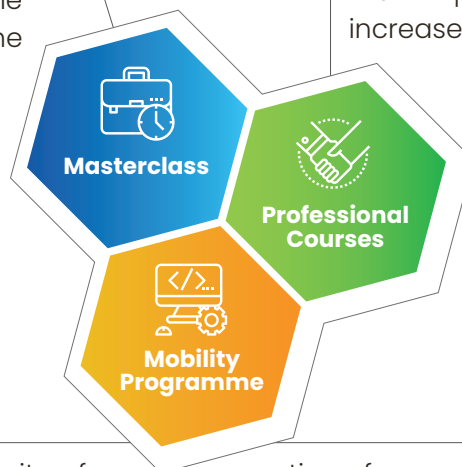 increase
Masterclass
Professional
Courses
</>...
Mobility
Programme